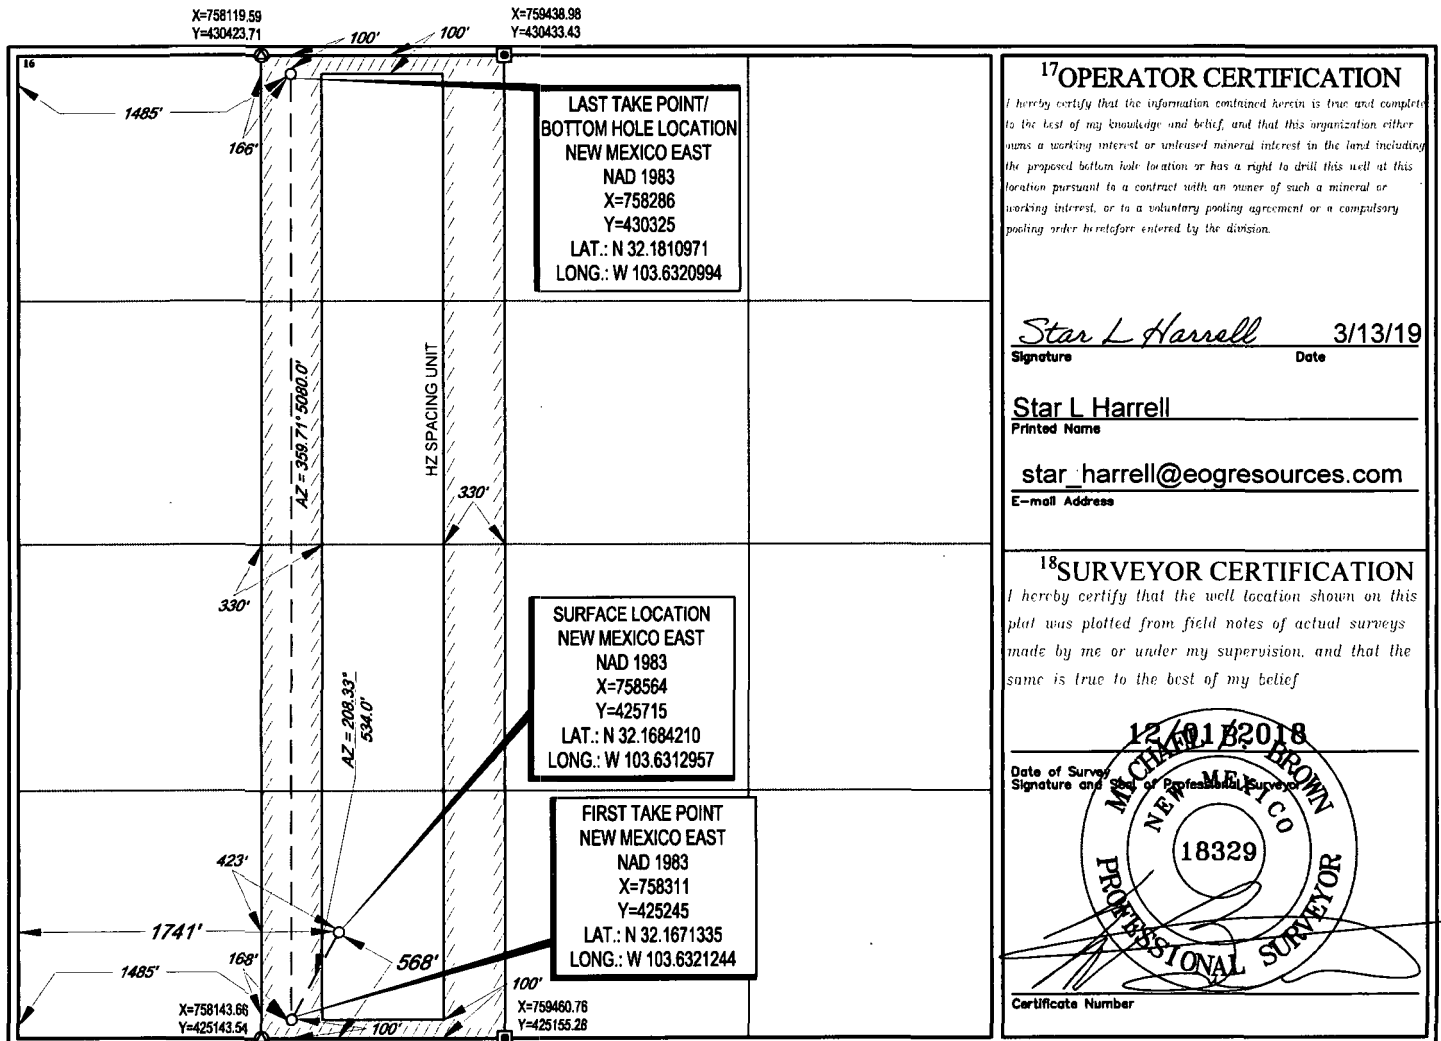 X=758119.59
Y=430423.71
X=759438.98
Y=430433.43
100'
100'
16
1485'
166'
LAST TAKE POINT/
BOTTOM HOLE LOCATION
NEW MEXICO EAST
NAD 1983
X=758286
Y=430325
LAT.: N 32.1810971
LONG.: W 103.6320994
AZ = 359.71° 5080.0'
HZ SPACING UNIT
330'
330'
SURFACE LOCATION
NEW MEXICO EAST
NAD 1983
X=758564
Y=425715
LAT.: N 32.1684210
LONG.: W 103.6312957
AZ = 208.33°
534.0'
FIRST TAKE POINT
NEW MEXICO EAST
NAD 1983
X=758311
Y=425245
LAT.: N 32.1671335
LONG.: W 103.6321244
423'
1741'
568'
1485'
168'
100'
100'
X=758143.66
Y=425143.54
X=759460.76
Y=425155.28
17OPERATOR CERTIFICATION
I hereby certify that the information contained herein is true and complete
to the best of my knowledge and belief, and that this organization either
owns a working interest or unleased mineral interest in the land including
the proposed bottom hole location or has a right to drill this well at this
location pursuant to a contract with an owner of such a mineral or
working interest, or to a voluntary pooling agreement or a compulsory
pooling order heretofore entered by the division.
Star L Harrell 3/13/19
Signature Date
Star L Harrell
Printed Name
star_harrell@eogresources.com
E-mail Address
18SURVEYOR CERTIFICATION
I hereby certify that the well location shown on this
plat was plotted from field notes of actual surveys
made by me or under my supervision, and that the
same is true to the best of my belief
12/01/2018
Date of Survey
Signature and Seal of Professional Surveyor
MICHAEL B. BROWN
NEW MEXICO
18329
PROFESSIONAL SURVEYOR
Certificate Number